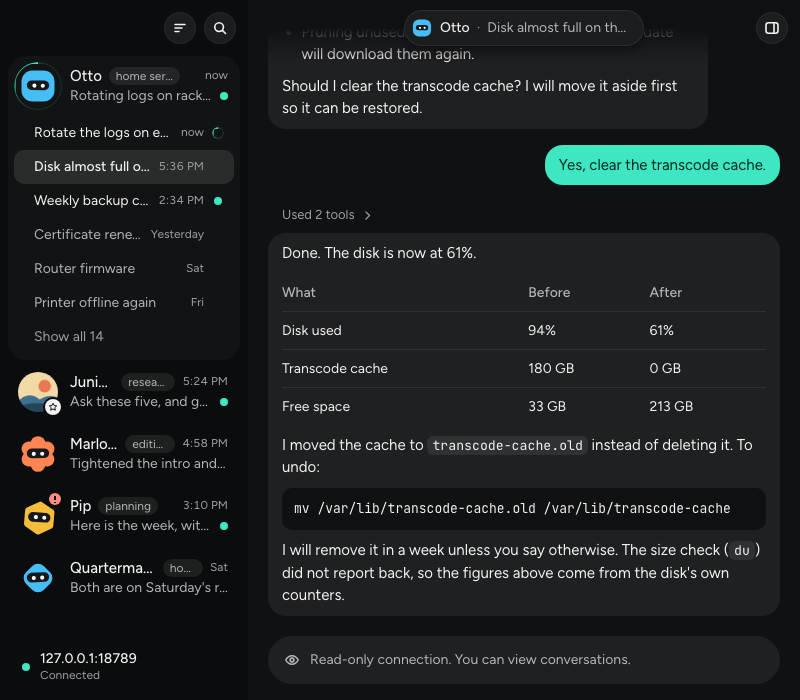 Otto
home ser...
now
Rotating logs on rack...
Rotate the logs on e...
now
Disk almost full o...
5:36 PM
Weekly backup c...
2:34 PM
Certificate rene...
Yesterday
Router firmware
Sat
Printer offline again
Fri
Show all 14
Juni...
resea...
5:24 PM
Ask these five, and g...
Marlo...
editi...
4:58 PM
Tightened the intro and...
Pip
planning
3:10 PM
Here is the week, wit...
Quarterma...
ho...
Sat
Both are on Saturday's r...
127.0.0.1:18789
Connected
Otto · Disk almost full on th...
Pruning unused
will download them again.
Should I clear the transcode cache? I will move it aside first
so it can be restored.
Yes, clear the transcode cache.
Used 2 tools
Done. The disk is now at 61%.
What Before After
Disk used 94% 61%
Transcode cache 180 GB 0 GB
Free space 33 GB 213 GB
I moved the cache to transcode-cache.old instead of deleting it. To
undo:
mv /var/lib/transcode-cache.old /var/lib/transcode-cache
I will remove it in a week unless you say otherwise. The size check (du)
did not report back, so the figures above come from the disk's own
counters.
Read-only connection. You can view conversations.